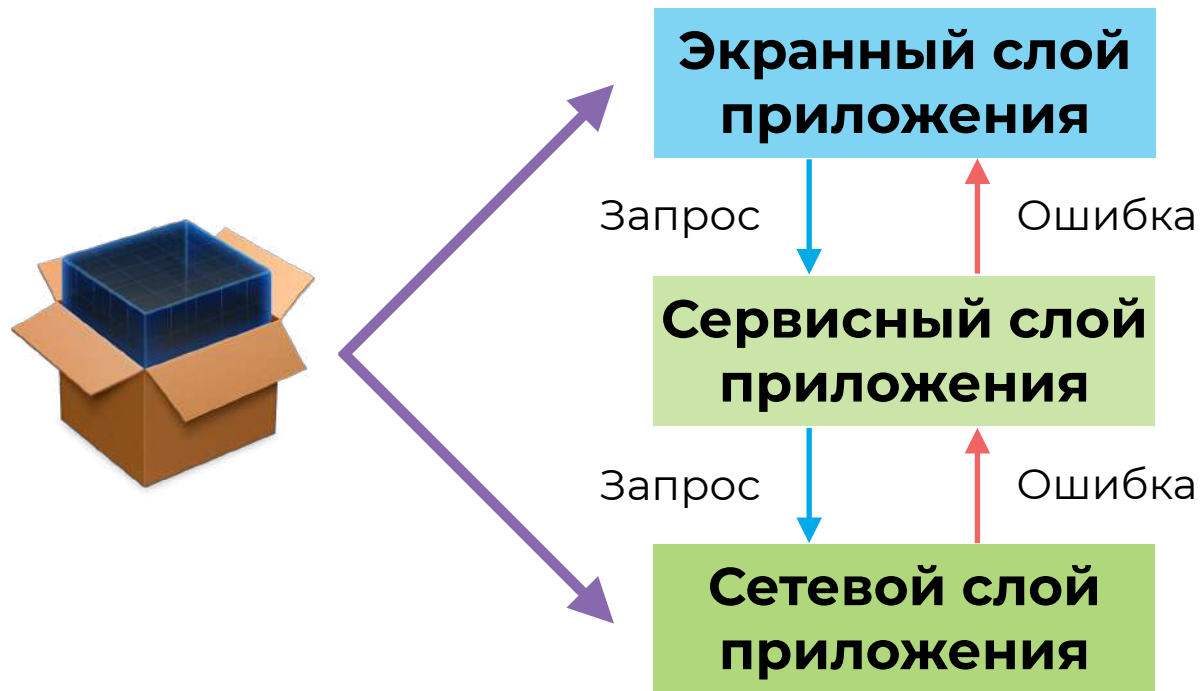 Экранный слой
приложения
Запрос
Ошибка
Сервисный слой
приложения
Запрос
Ошибка
Сетевой слой
приложения